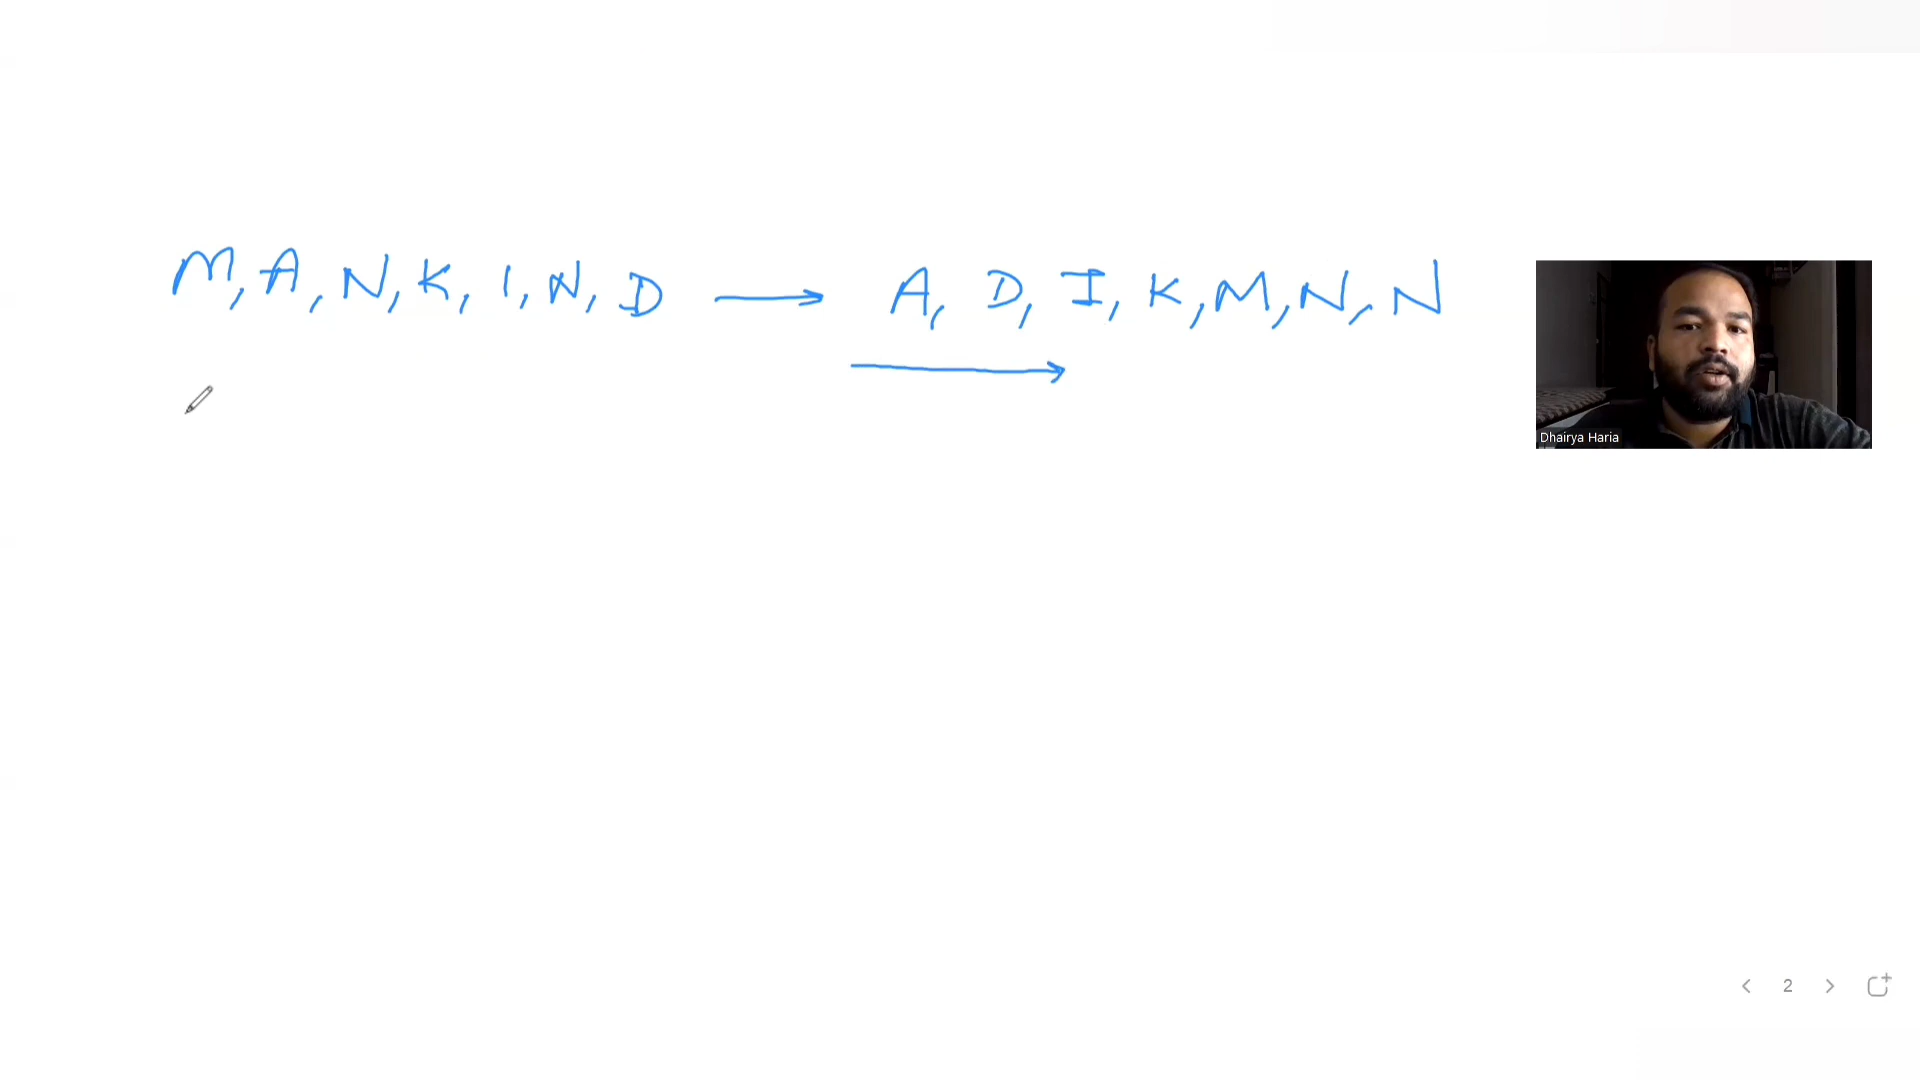 M, A, N, K, I, N, D → A, D, I, K, M, N, N
Dhairya Haria
2